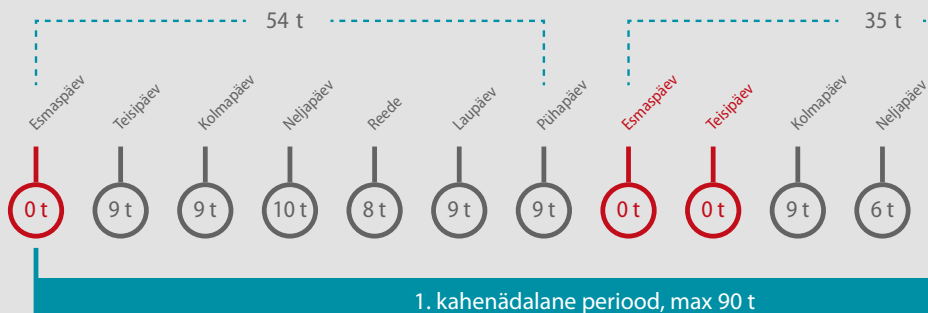 54 t
35 t
Esmaspäev Teisipäev Kolmapäev Neljapäev Reede Laupäev Pühapäev Esmaspäev Teisipäev Kolmapäev Neljapäev
0 t 9 t 9 t 10 t 8 t 9 t 9 t 0 t 0 t 9 t 6 t
1. kahenädalane periood, max 90 t